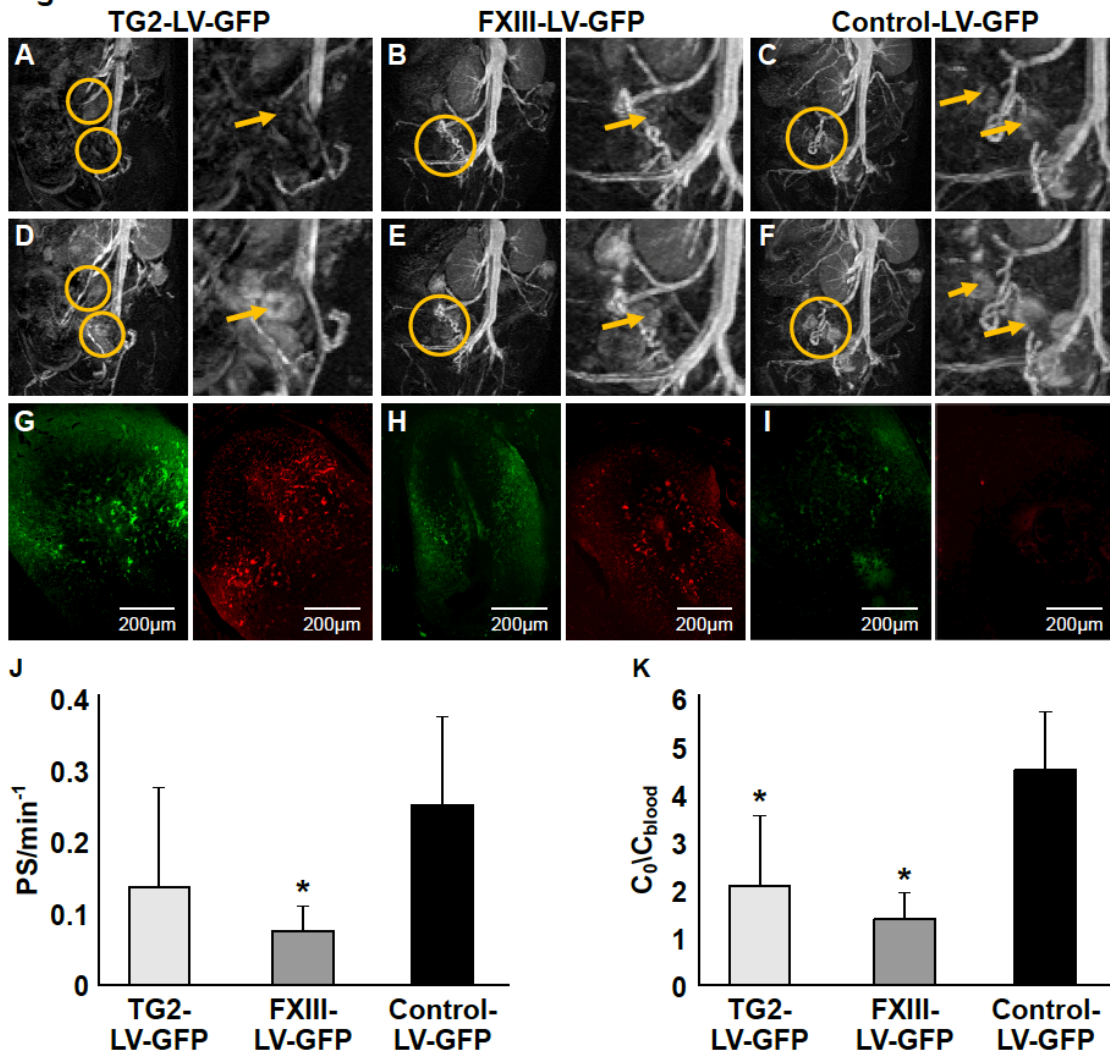 TG2-LV-GFP FXIII-LV-GFP Control-LV-GFP
A B C
D E F
G H I
200µm 200µm 200µm 200µm 200µm 200µm
J
0.4
0.3
0.2
0.1
0
PS/min-1
*
TG2-LV-GFP
FXIII-LV-GFP
Control-LV-GFP
K
6
5
4
3
2
1
0
C0\Cblood
* *
TG2-LV-GFP
FXIII-LV-GFP
Control-LV-GFP